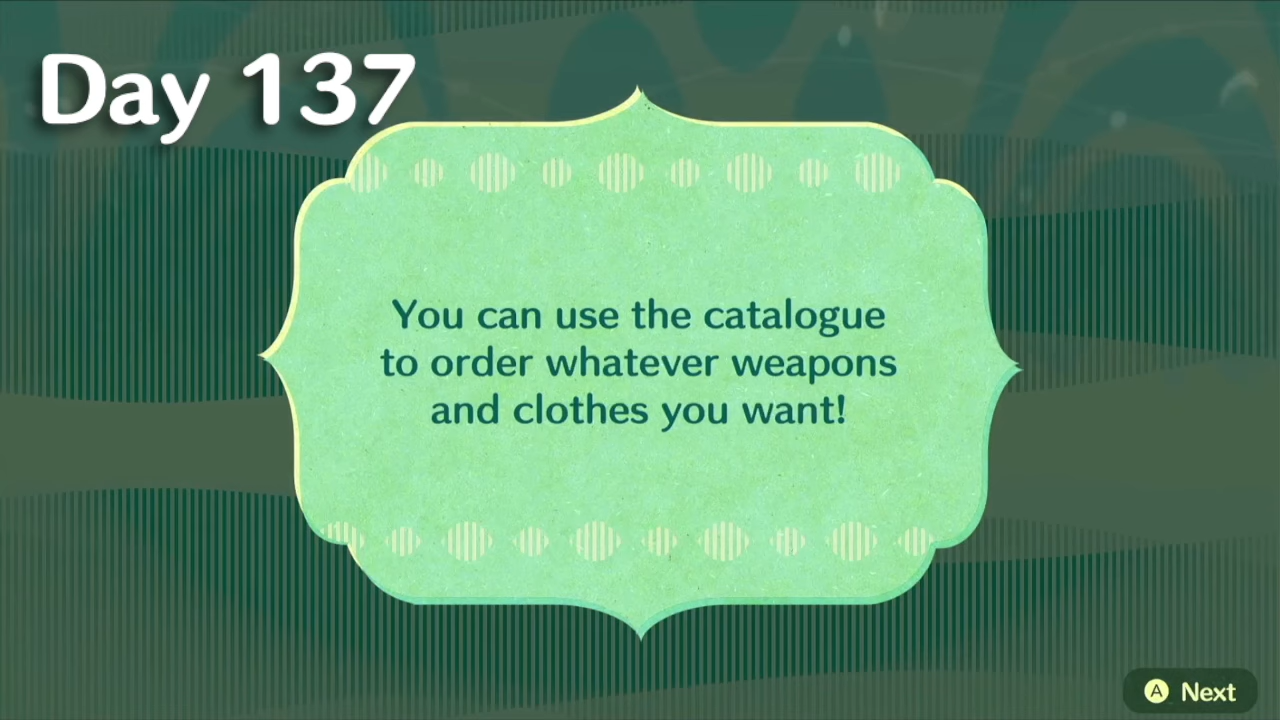 Day 137
You can use the catalogue
to order whatever weapons
and clothes you want!
A Next